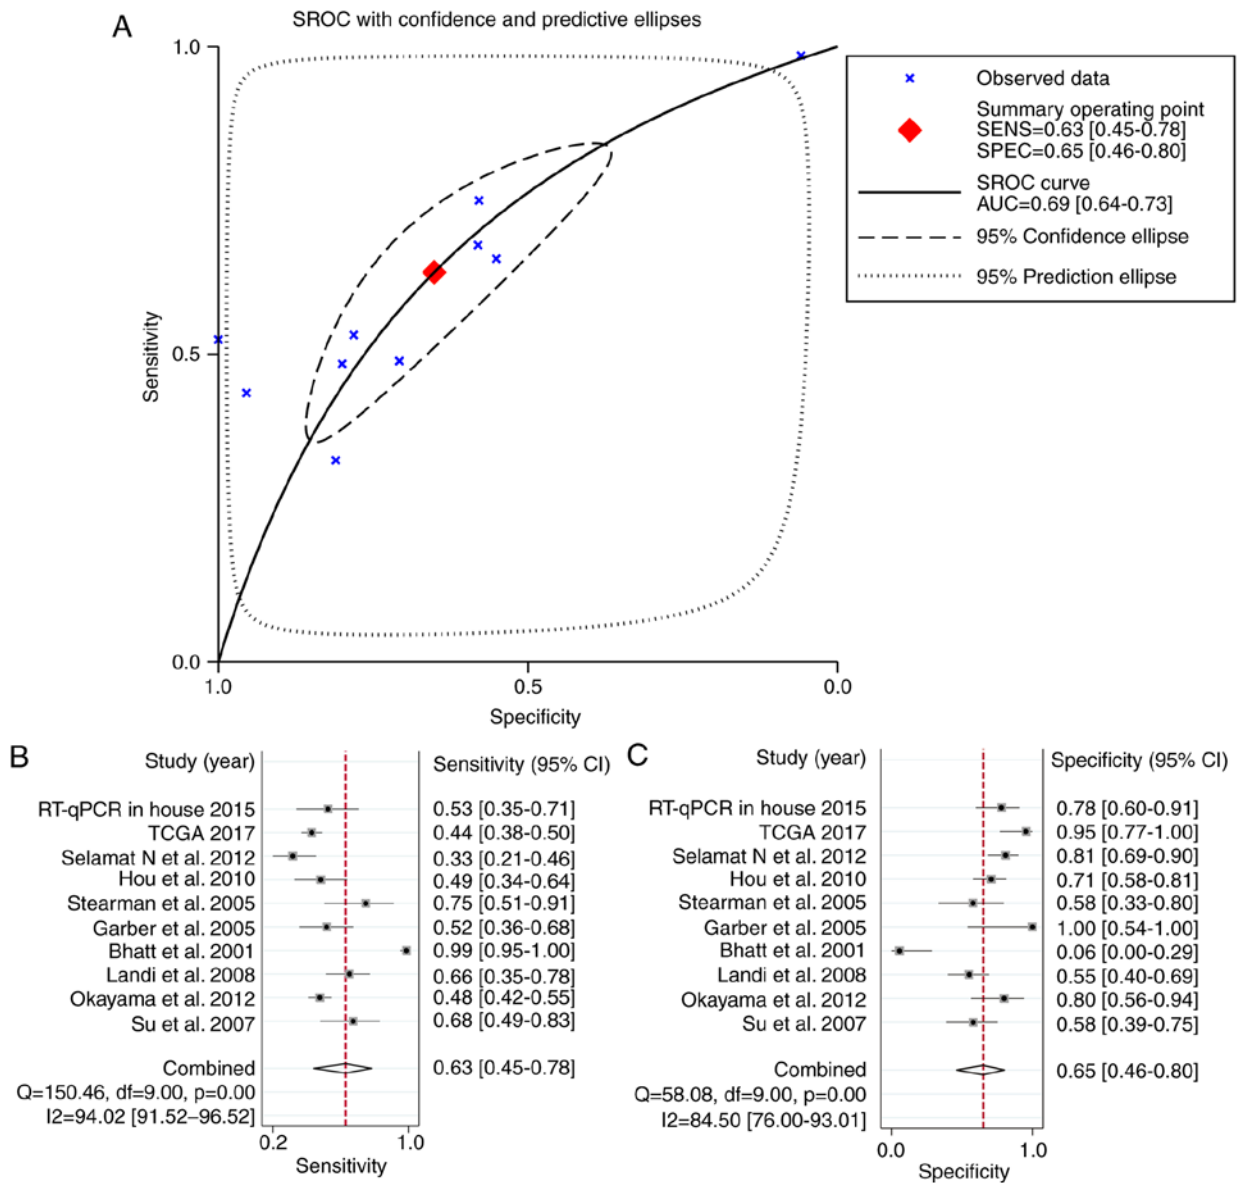 A
SROC with confidence and predictive ellipses
1.0
0.5
0.0
Sensitivity
1.0
0.5
0.0
Specificity
Observed data
Summary operating point
SENS=0.63 [0.45-0.78]
SPEC=0.65 [0.46-0.80]
SROC curve
AUC=0.69 [0.64-0.73]
95% Confidence ellipse
95% Prediction ellipse
B
Study (year) Sensitivity (95% CI)
RT-qPCR in house 2015 0.53 [0.35-0.71]
TCGA 2017 0.44 [0.38-0.50]
Selamat N et al. 2012 0.33 [0.21-0.46]
Hou et al. 2010 0.49 [0.34-0.64]
Stearman et al. 2005 0.75 [0.51-0.91]
Garber et al. 2005 0.52 [0.36-0.68]
Bhatt et al. 2001 0.99 [0.95-1.00]
Landi et al. 2008 0.66 [0.35-0.78]
Okayama et al. 2012 0.48 [0.42-0.55]
Su et al. 2007 0.68 [0.49-0.83]
Combined 0.63 [0.45-0.78]
Q=150.46, df=9.00, p=0.00
I2=94.02 [91.52–96.52]
0.2 1.0
Sensitivity
C
Study (year) Specificity (95% CI)
RT-qPCR in house 2015 0.78 [0.60-0.91]
TCGA 2017 0.95 [0.77-1.00]
Selamat N et al. 2012 0.81 [0.69-0.90]
Hou et al. 2010 0.71 [0.58-0.81]
Stearman et al. 2005 0.58 [0.33-0.80]
Garber et al. 2005 1.00 [0.54-1.00]
Bhatt et al. 2001 0.06 [0.00-0.29]
Landi et al. 2008 0.55 [0.40-0.69]
Okayama et al. 2012 0.80 [0.56-0.94]
Su et al. 2007 0.58 [0.39-0.75]
Combined 0.65 [0.46-0.80]
Q=58.08, df=9.00, p=0.00
I2=84.50 [76.00-93.01]
0.0 1.0
Specificity